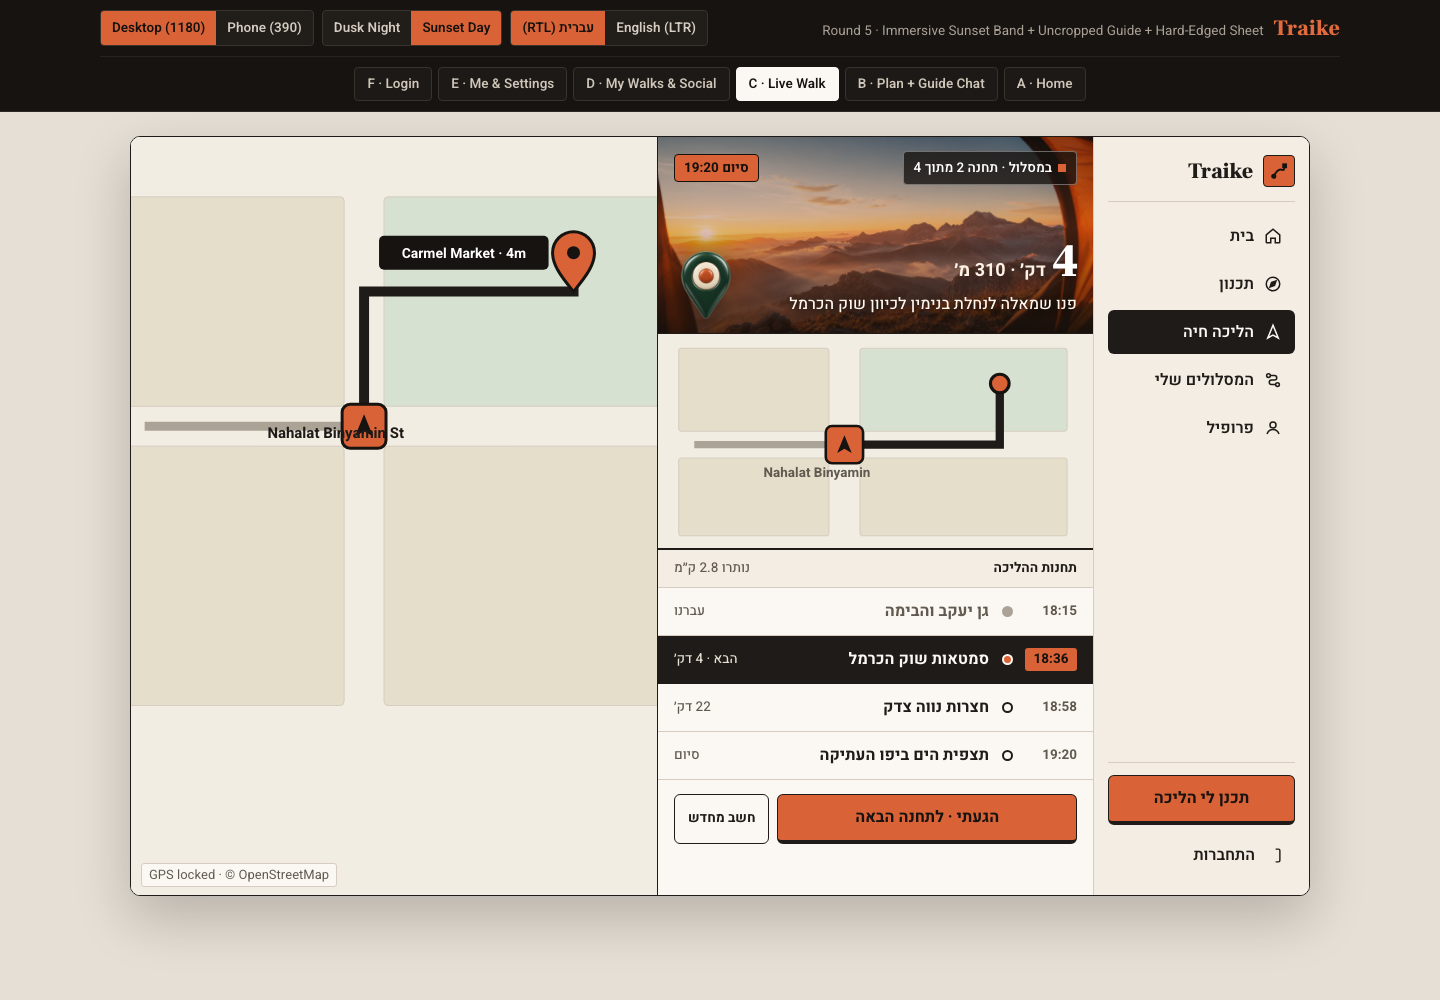 Desktop (1180) Phone (390) Dusk Night Sunset Day עברית (RTL) English (LTR)
Round 5 · Immersive Sunset Band + Uncropped Guide + Hard-Edged Sheet Traike
F · Login E · Me & Settings D · My Walks & Social C · Live Walk B · Plan + Guide Chat A · Home
Traike
בית
תכנון
הליכה חיה
המסלולים שלי
פרופיל
תכנן לי הליכה
התחברות
במסלול · תחנה 2 מתוך 4
סיום 19:20
4 דק׳ · 310 מ׳
פנו שמאלה לנחלת בנימין לכיוון שוק הכרמל
Nahalat Binyamin
תחנות ההליכה נותרו 2.8 ק״מ
18:15 גן יעקב והבימה עברנו
18:36 סמטאות שוק הכרמל הבא · 4 דק׳
18:58 חצרות נווה צדק 22 דק׳
19:20 תצפית הים ביפו העתיקה סיום
הגעתי · לתחנה הבאה חשב מחדש
Carmel Market · 4m
Nahalat Binyamin St
GPS locked · © OpenStreetMap